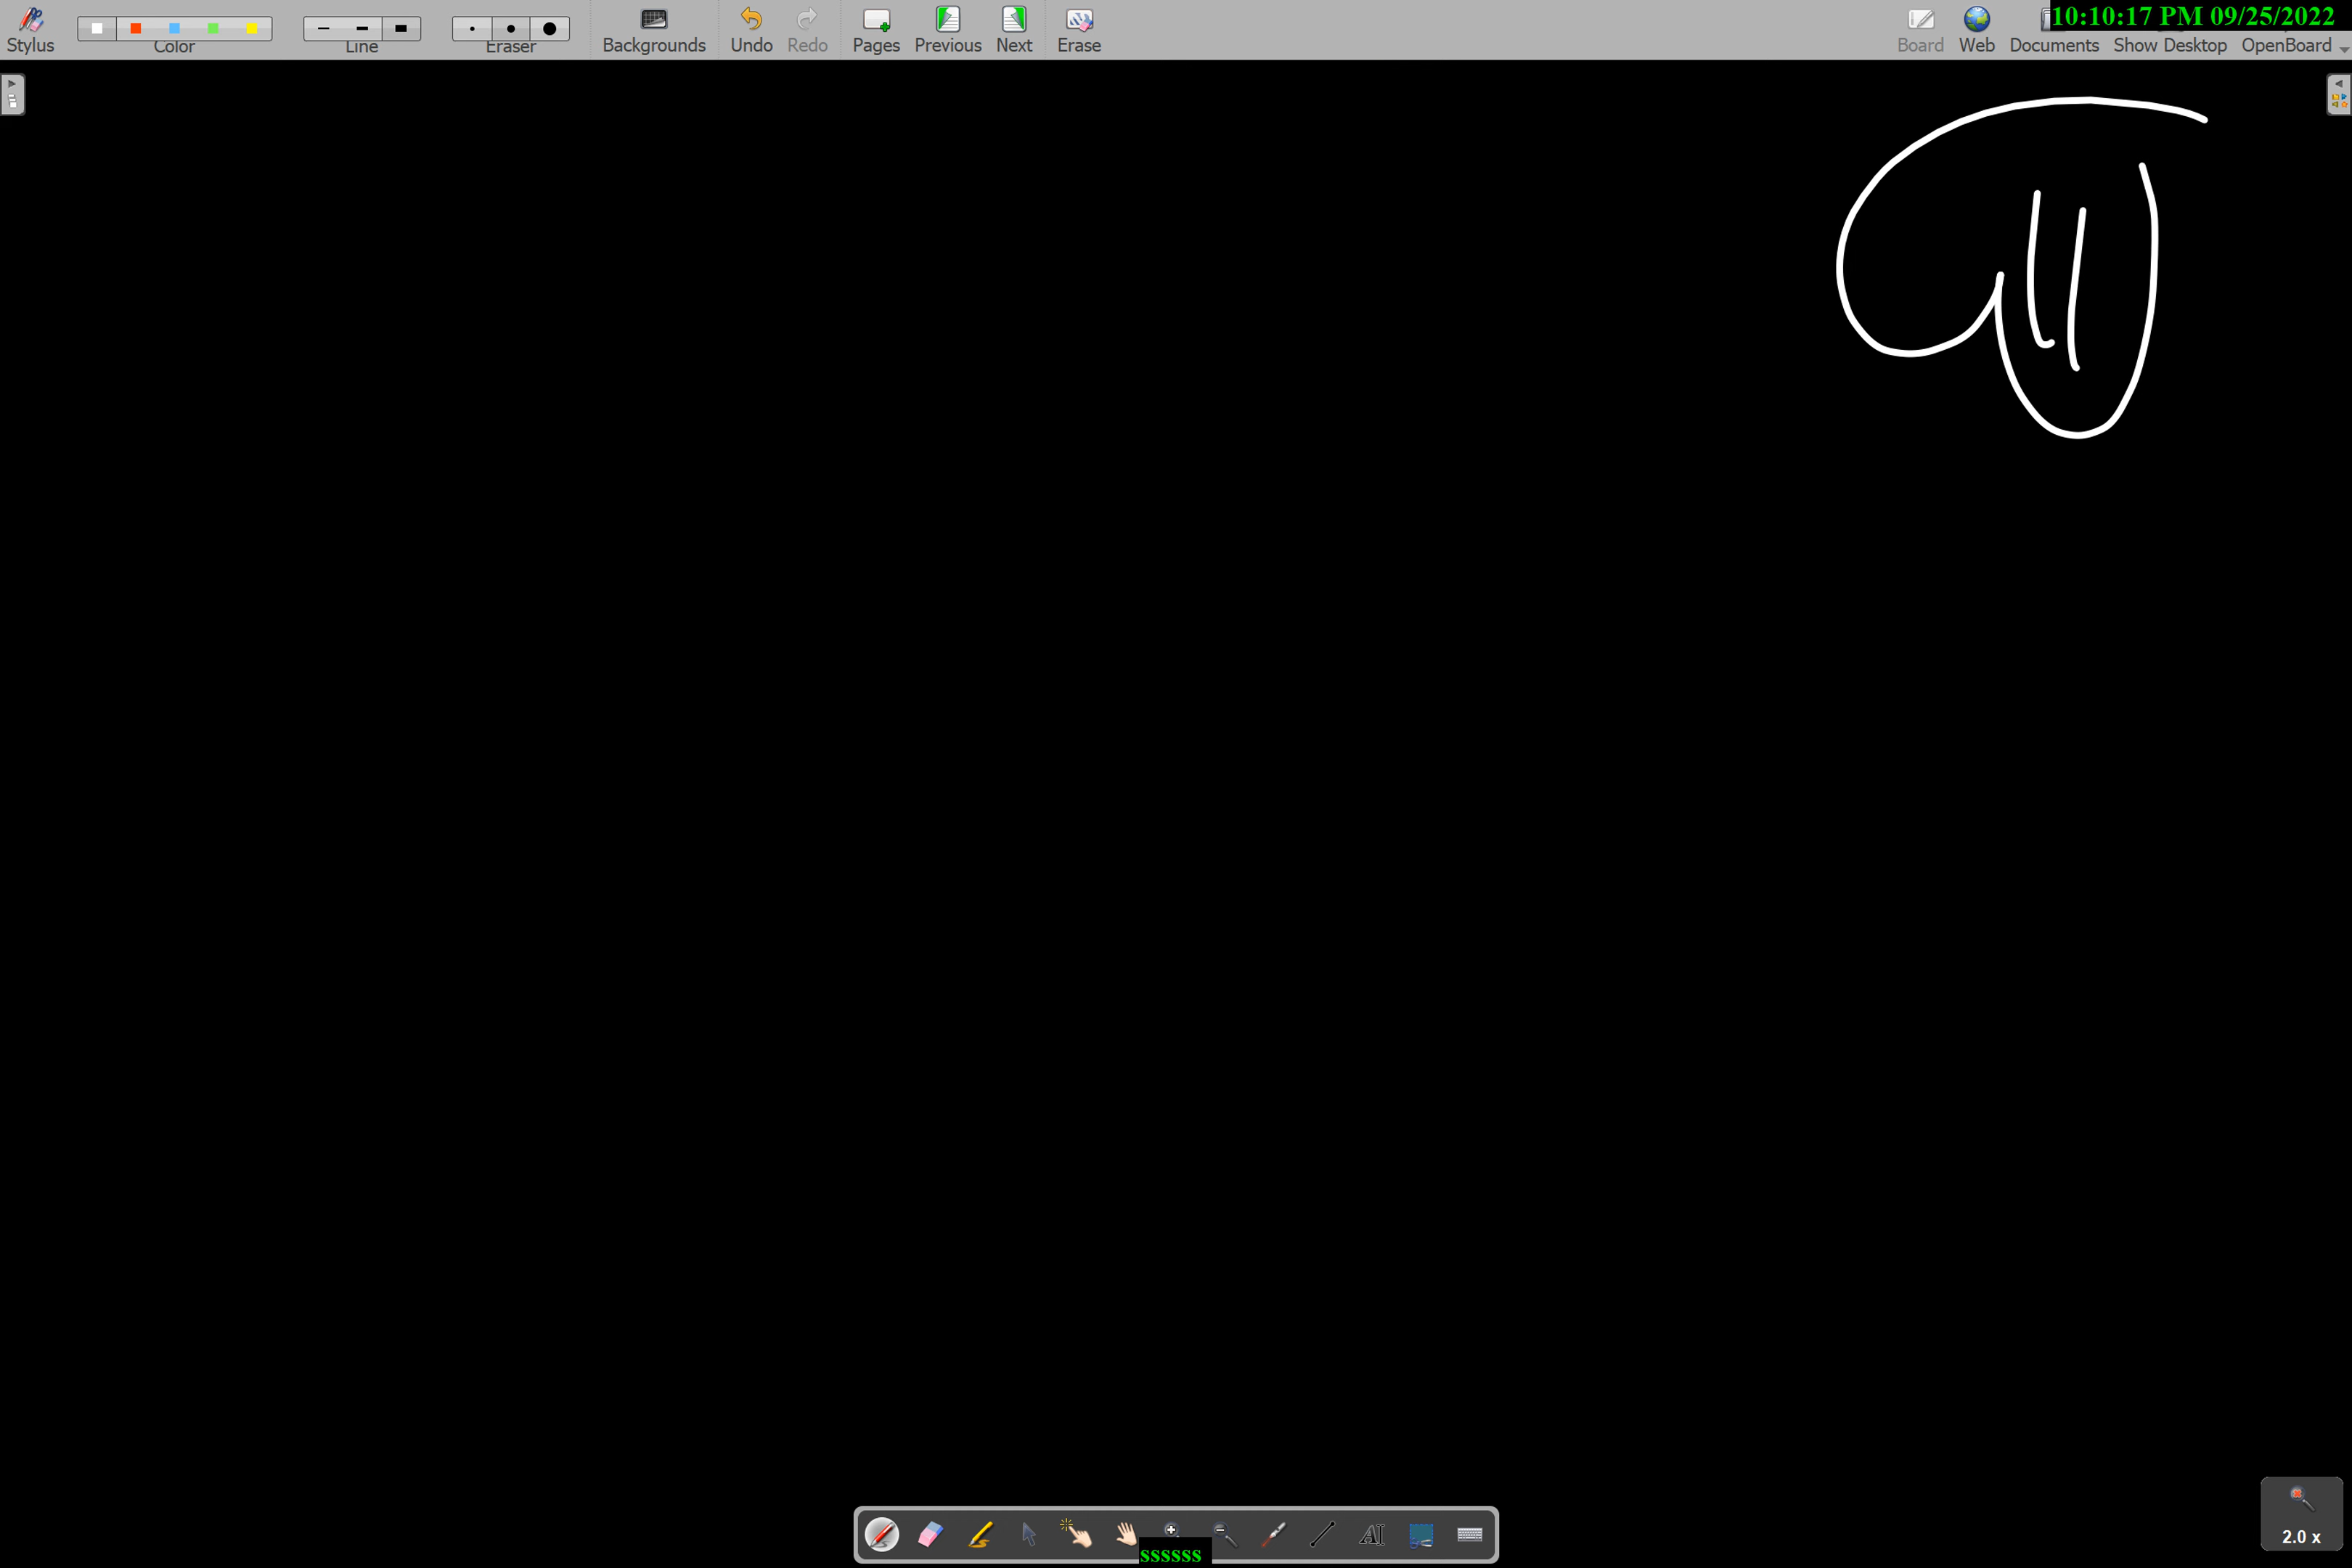 10:10:17 PM 09/25/2022
Stylus Color Line Eraser Backgrounds Undo Redo Pages Previous Next Erase Board Web Documents Show Desktop OpenBoard
ssssss
2.0 x